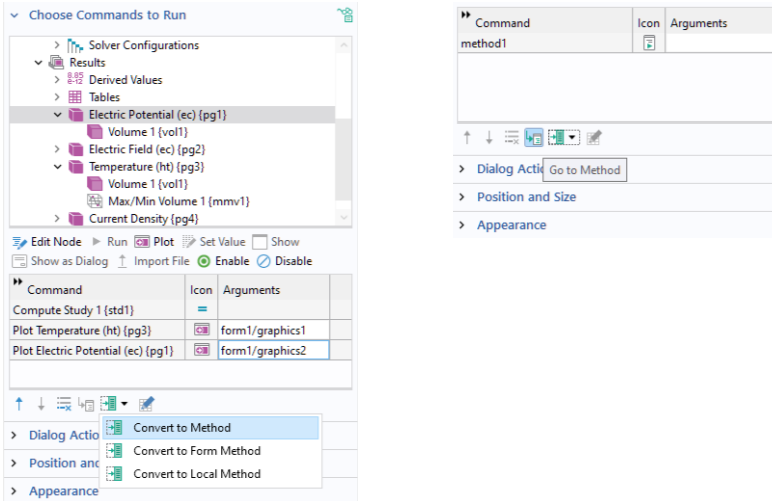 Choose Commands to Run
Solver Configurations
Results
8.85
e-12 Derived Values
Tables
Electric Potential (ec) {pg1}
Volume 1 {vol1}
Electric Field (ec) {pg2}
Temperature (ht) {pg3}
Volume 1 {vol1}
Max/Min Volume 1 {mmv1}
Current Density {pg4}
Edit Node Run Plot Set Value Show
Show as Dialog Import File Enable Disable
Command Icon Arguments
Compute Study 1 {std1}
Plot Temperature (ht) {pg3} form1/graphics1
Plot Electric Potential (ec) {pg1} form1/graphics2
Convert to Method
Convert to Form Method
Convert to Local Method
Dialog Actio
Position and
Appearance
Command Icon Arguments
method1
Dialog Actio
Go to Method
Position and Size
Appearance